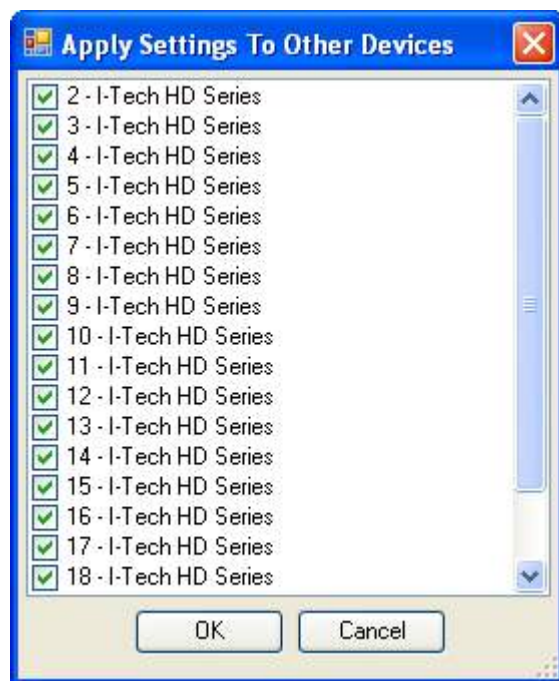 Apply Settings To Other Devices
2 - I-Tech HD Series
3 - I-Tech HD Series
4 - I-Tech HD Series
5 - I-Tech HD Series
6 - I-Tech HD Series
7 - I-Tech HD Series
8 - I-Tech HD Series
9 - I-Tech HD Series
10 - I-Tech HD Series
11 - I-Tech HD Series
12 - I-Tech HD Series
13 - I-Tech HD Series
14 - I-Tech HD Series
15 - I-Tech HD Series
16 - I-Tech HD Series
17 - I-Tech HD Series
18 - I-Tech HD Series
OK Cancel